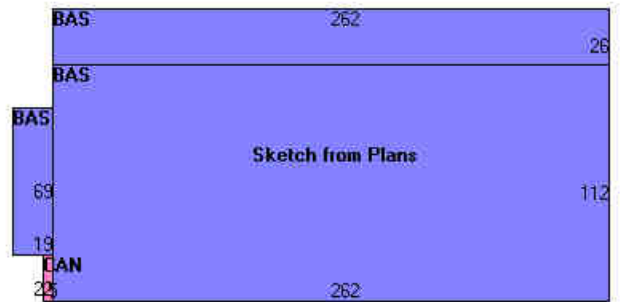 BAS 262
26
BAS
BAS
Sketch from Plans
69 112
19
CAN
262